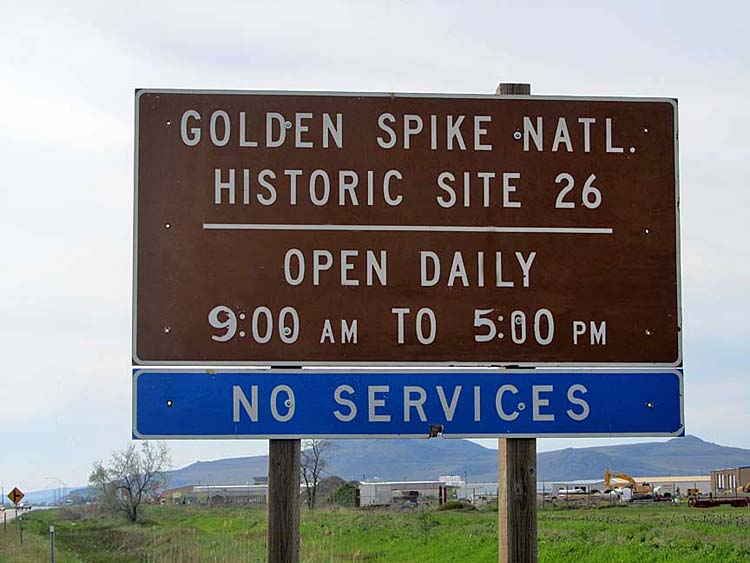 GOLDEN SPIKE NATL.
HISTORIC SITE 26
OPEN DAILY
9:00 AM TO 5:00 PM
NO SERVICES